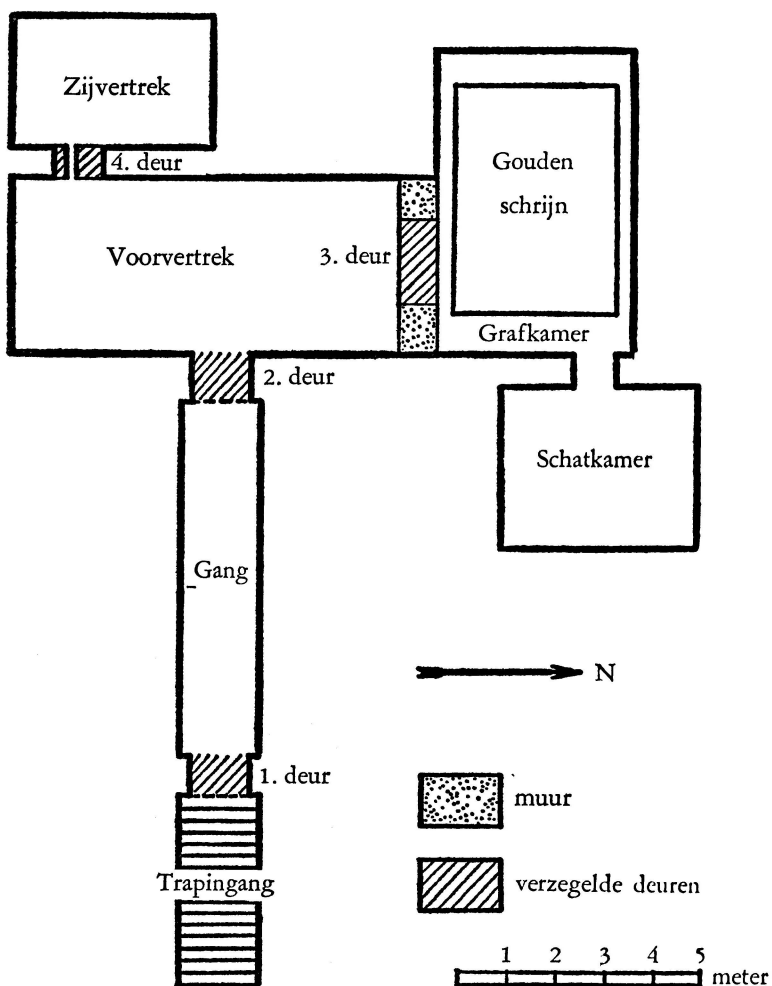 Zijvertrek
4. deur
Gouden
schrijn
Voorvertrek
3. deur
Grafkamer
2. deur
Schatkamer
Gang
N
1. deur
muur
Trapingang
verzegelde deuren
1 2 3 4 5
meter